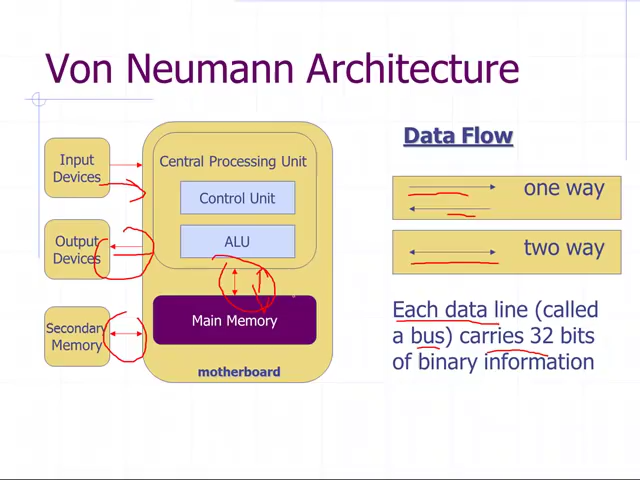 Von Neumann Architecture
Input
Devices
Output
Devices
Secondary
Memory
Central Processing Unit
Control Unit
ALU
Main Memory
motherboard
Data Flow
one way
two way
Each data line (called
a bus) carries 32 bits
of binary information